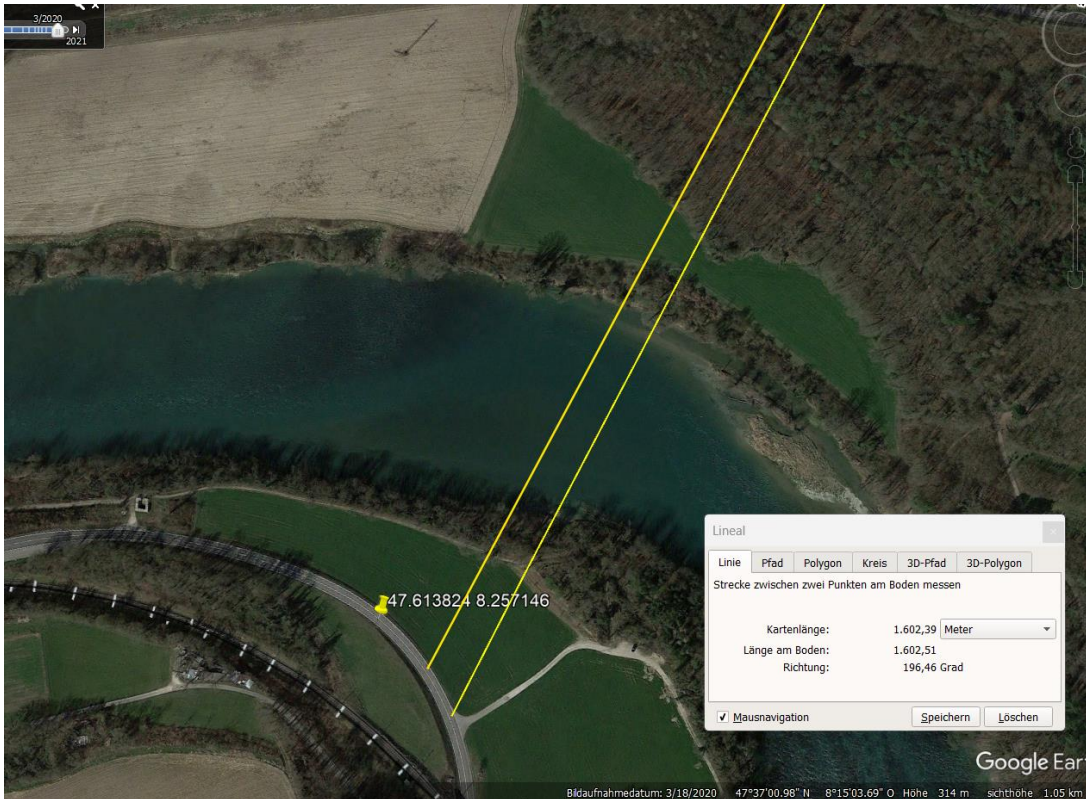 3/2020
2021
47.613824 8.257146
Lineal
Linie Pfad Polygon Kreis 3D-Pfad 3D-Polygon
Strecke zwischen zwei Punkten am Boden messen
Kartenlänge: 1.602,39 Meter
Länge am Boden: 1.602,51
Richtung: 196,46 Grad
Mausnavigation Speichern Löschen
Google Ear
Bildaufnahmedatum: 3/18/2020 47°37'00.98" N 8°15'03.69" O Höhe 314 m sichthöhe 1.05 km